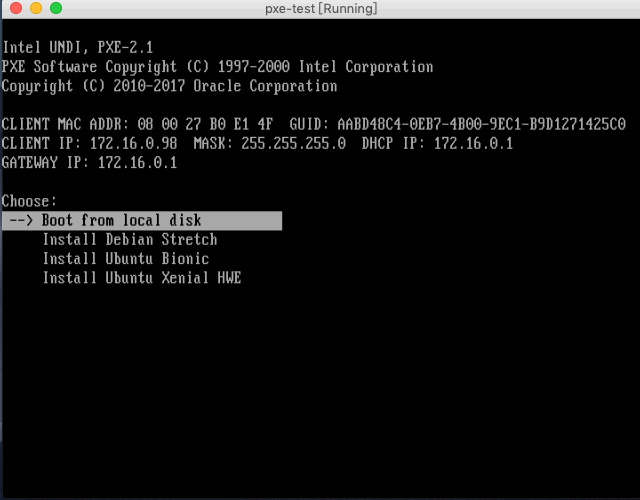 pxe-test [Running]
Intel UNDI, PXE-2.1
PXE Software Copyright (C) 1997-2000 Intel Corporation
Copyright (C) 2010-2017 Oracle Corporation
CLIENT MAC ADDR: 08 00 27 B0 E1 4F  GUID: AABD48C4-0EB7-4B00-9EC1-B9D1271425C0
CLIENT IP: 172.16.0.98  MASK: 255.255.255.0  DHCP IP: 172.16.0.1
GATEWAY IP: 172.16.0.1
Choose:
--> Boot from local disk
Install Debian Stretch
Install Ubuntu Bionic
Install Ubuntu Xenial HWE